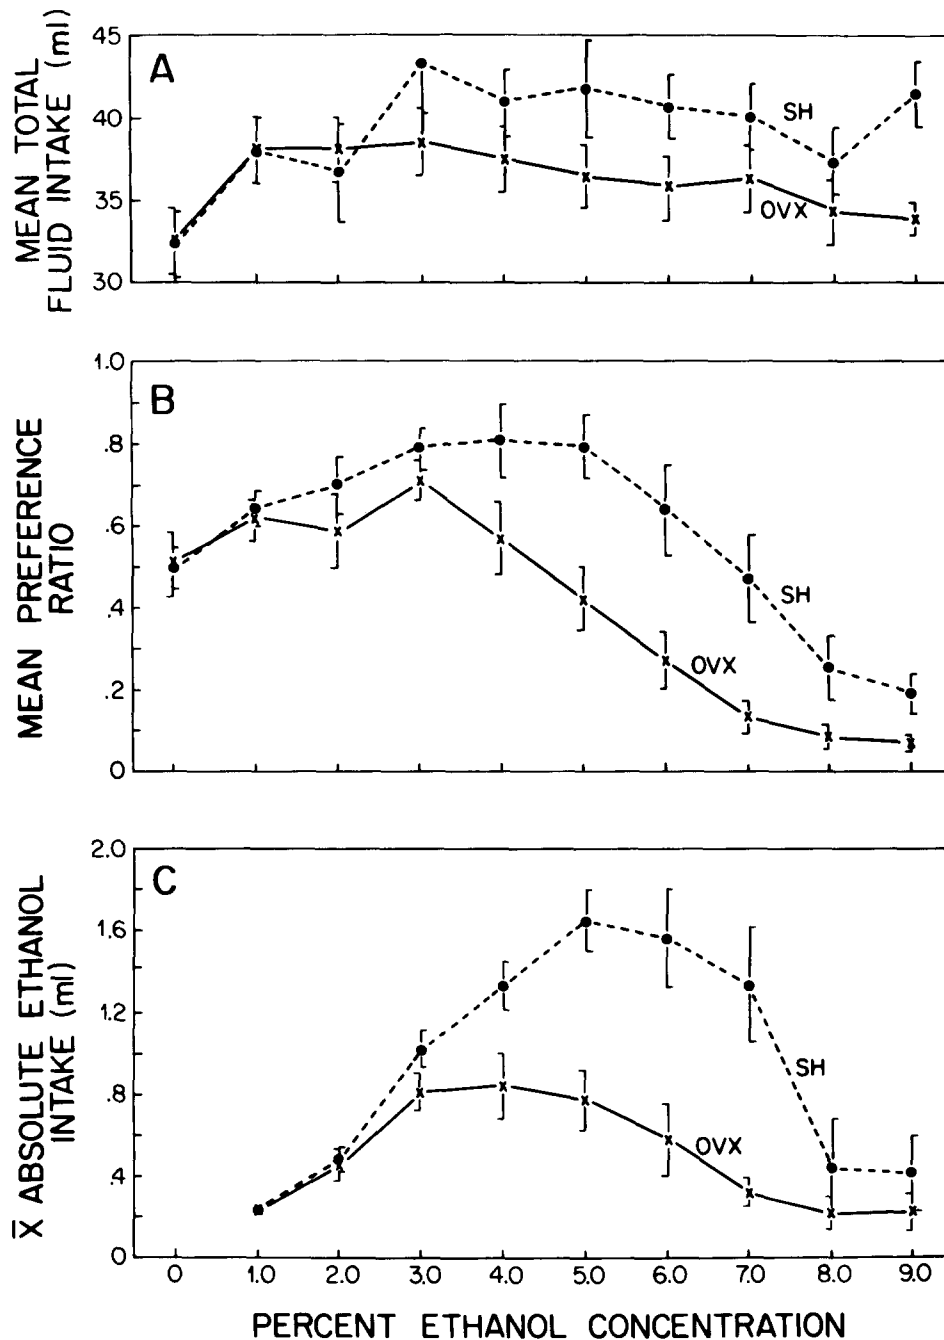 A
MEAN TOTAL
FLUID INTAKE (ml)
45
40
35
30
SH
OVX
B
MEAN PREFERENCE
RATIO
1.0
.8
.6
.4
.2
0
SH
OVX
C
X̄ ABSOLUTE ETHANOL
INTAKE (ml)
2.0
1.6
1.2
.8
.4
0
SH
OVX
0 1.0 2.0 3.0 4.0 5.0 6.0 7.0 8.0 9.0
PERCENT ETHANOL CONCENTRATION